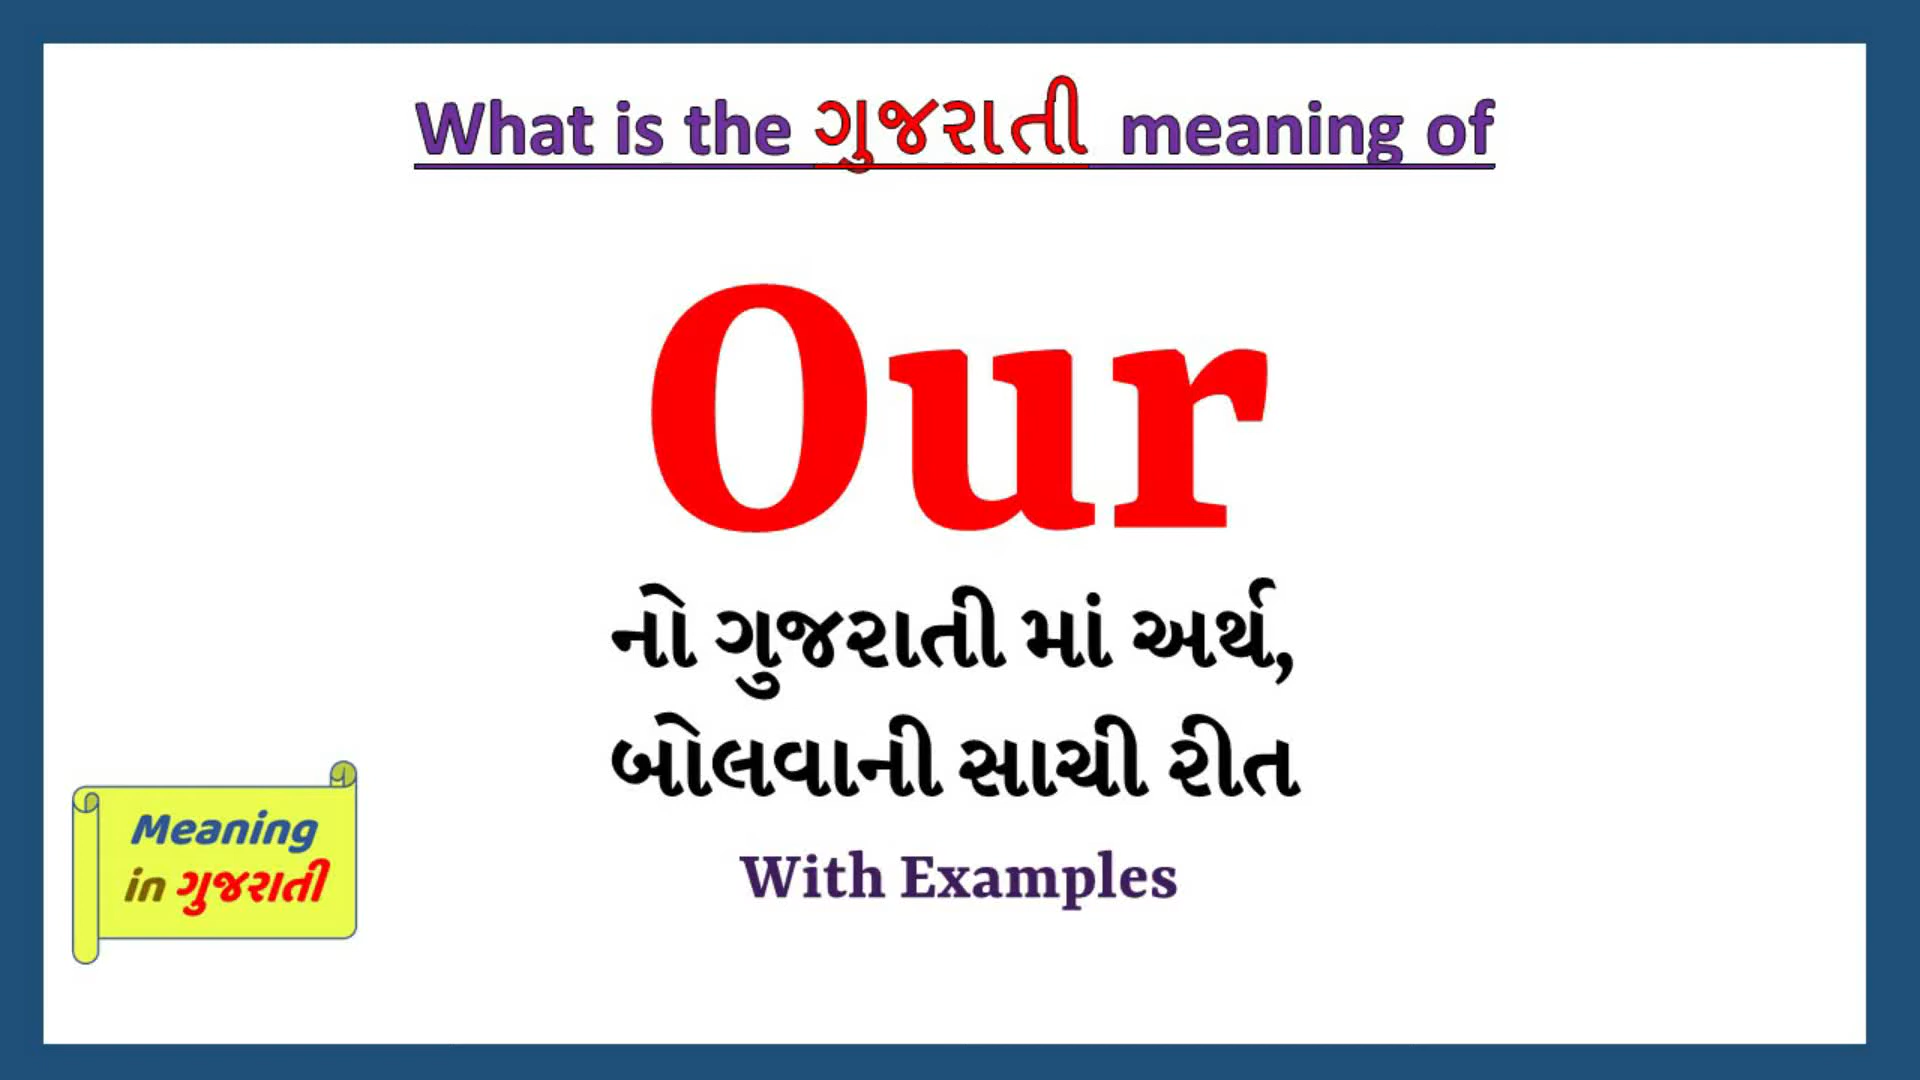 What is the ગુજરાતી meaning of
Our
નો ગુજરાતી માં અર્થ,
બોલવાની સાચી રીત
With Examples
Meaning
in ગુજરાતી